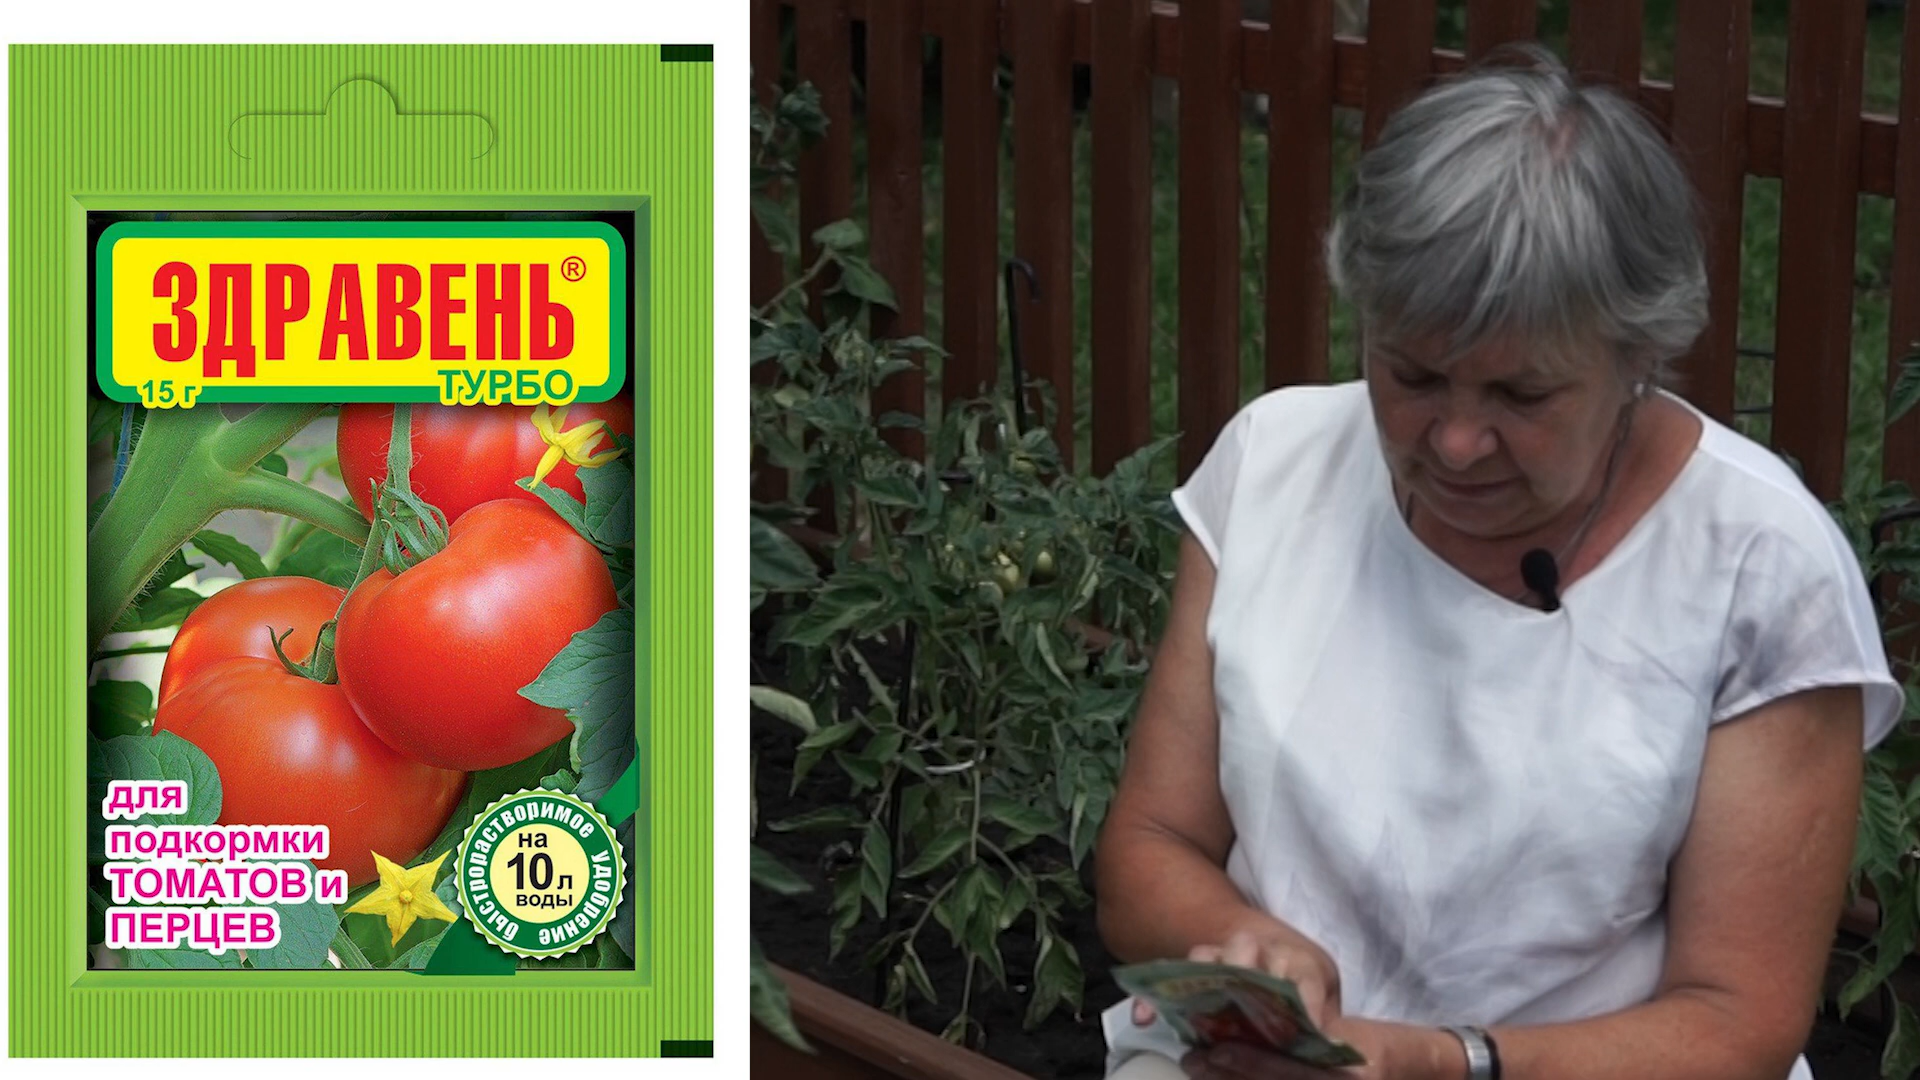 ЗДРАВЕНЬ®
15 г ТУРБО
для
подкормки
ТОМАТОВ и
ПЕРЦЕВ
быстрорастворимое удобрение
на
10 л
воды